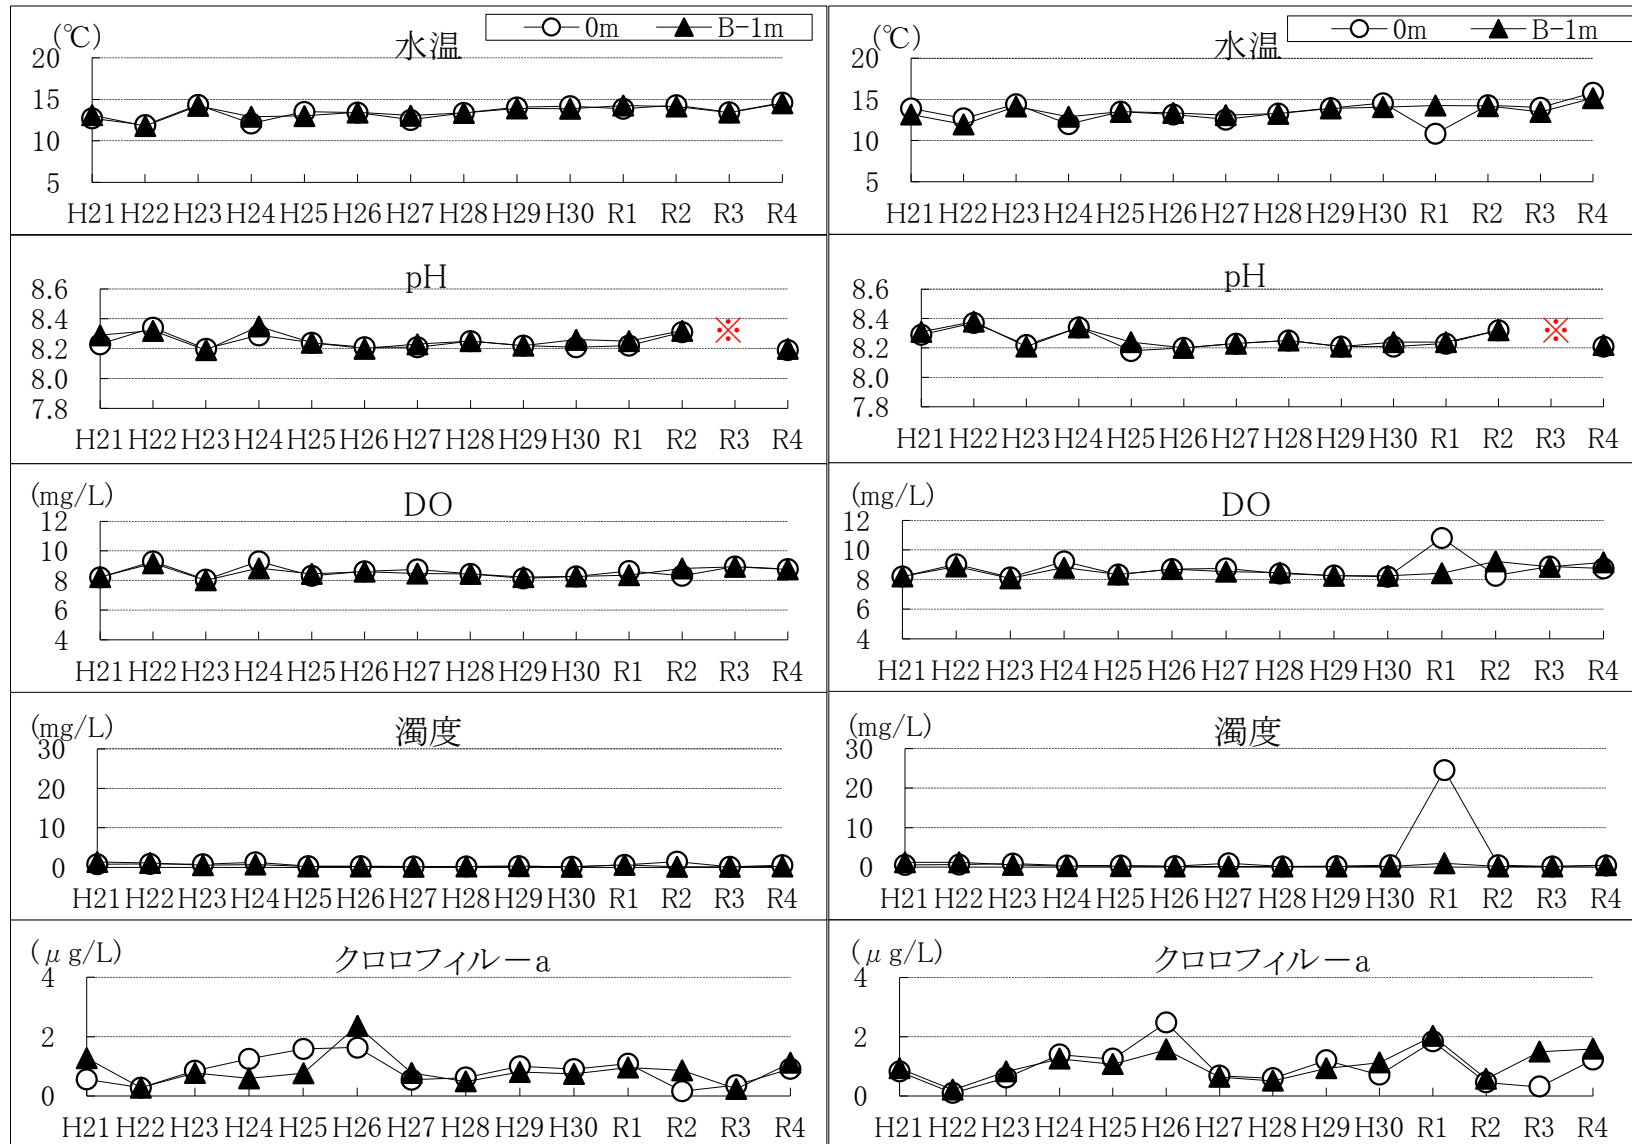 (℃) 水温 0m B-1m
20
15
10
5
H21 H22 H23 H24 H25 H26 H27 H28 H29 H30 R1 R2 R3 R4
pH
8.6
8.4 ※
8.2
8.0
7.8
H21 H22 H23 H24 H25 H26 H27 H28 H29 H30 R1 R2 R3 R4
(mg/L) DO
12
10
8
6
4
H21 H22 H23 H24 H25 H26 H27 H28 H29 H30 R1 R2 R3 R4
(mg/L) 濁度
30
20
10
0
H21 H22 H23 H24 H25 H26 H27 H28 H29 H30 R1 R2 R3 R4
(μg/L) クロロフィル－a
4
2
0
H21 H22 H23 H24 H25 H26 H27 H28 H29 H30 R1 R2 R3 R4
(℃) 水温 0m B-1m
20
15
10
5
H21 H22 H23 H24 H25 H26 H27 H28 H29 H30 R1 R2 R3 R4
pH
8.6
8.4 ※
8.2
8.0
7.8
H21 H22 H23 H24 H25 H26 H27 H28 H29 H30 R1 R2 R3 R4
(mg/L) DO
12
10
8
6
4
H21 H22 H23 H24 H25 H26 H27 H28 H29 H30 R1 R2 R3 R4
(mg/L) 濁度
30
20
10
0
H21 H22 H23 H24 H25 H26 H27 H28 H29 H30 R1 R2 R3 R4
(μg/L) クロロフィル－a
4
2
0
H21 H22 H23 H24 H25 H26 H27 H28 H29 H30 R1 R2 R3 R4